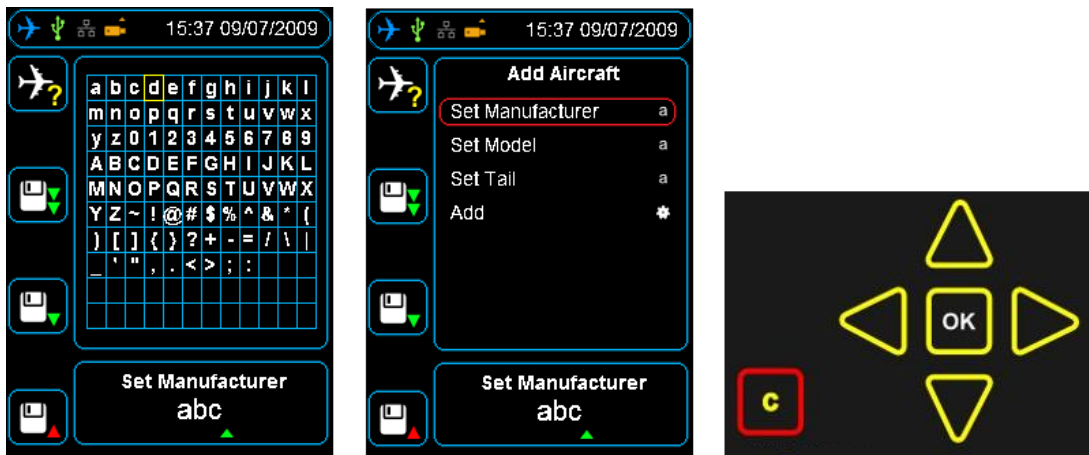 15:37 09/07/2009
?
a b c d e f g h i j k l
m n o p q r s t u v w x
y z 0 1 2 3 4 5 6 7 8 9
A B C D E F G H I J K L
M N O P Q R S T U V W X
Y Z ~ ! @ # $ % ^ & * (
) [ ] { } ? + - = / \ |
_ ' " , . < > ; :
Set Manufacturer
abc
15:37 09/07/2009
?
Add Aircraft
Set Manufacturer a
Set Model a
Set Tail a
Add
Set Manufacturer
abc
OK
C